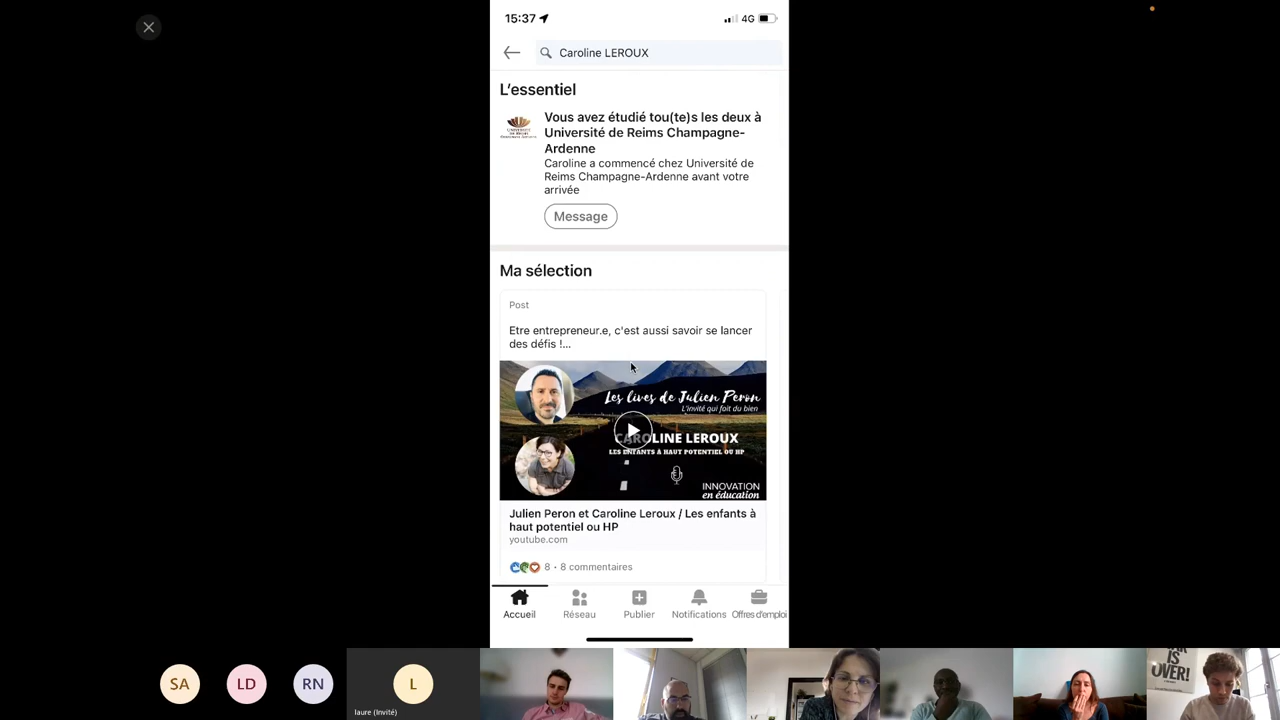 15:37
4G
Caroline LEROUX
L'essentiel
Vous avez étudié tou(te)s les deux à
Université de Reims Champagne-
Ardenne
Caroline a commencé chez Université de
Reims Champagne-Ardenne avant votre
arrivée
Message
Ma sélection
Post
Etre entrepreneur.e, c'est aussi savoir se lancer
des défis !...
Les lives de Julien Peron
L'invité qui fait du bien
CAROLINE LEROUX
LES ENFANTS À HAUT POTENTIEL OU HP
INNOVATION
en éducation
Julien Peron et Caroline Leroux / Les enfants à
haut potentiel ou HP
youtube.com
8 • 8 commentaires
Accueil
Réseau
Publier
Notifications
Offres d'emploi
SA
LD
RN
L
laure (Invité)
IS
OVER!